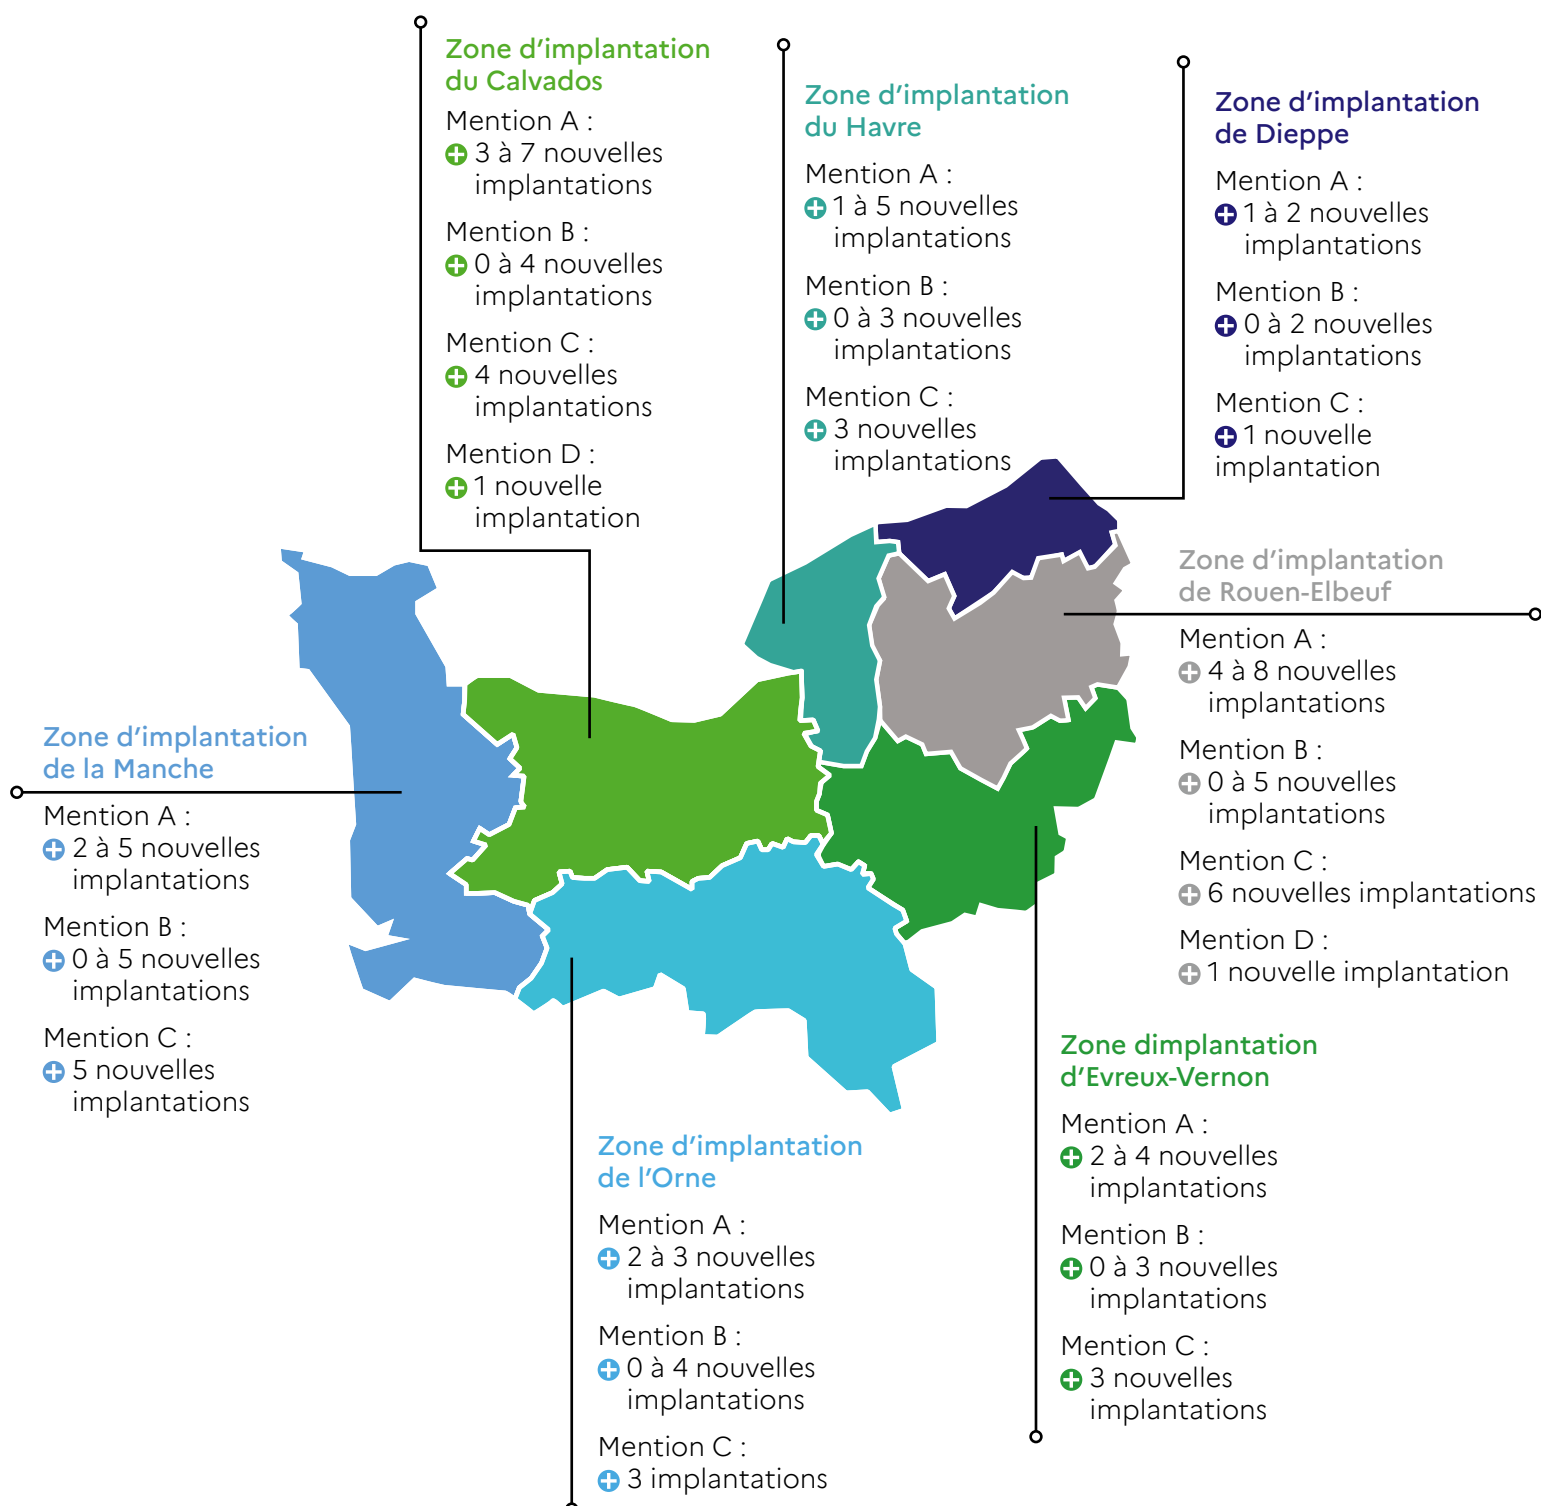 Zone d’implantation
du Calvados
Mention A :
3 à 7 nouvelles
implantations
Mention B :
0 à 4 nouvelles
implantations
Mention C :
4 nouvelles
implantations
Mention D :
1 nouvelle
implantation
Zone d’implantation
du Havre
Mention A :
1 à 5 nouvelles
implantations
Mention B :
0 à 3 nouvelles
implantations
Mention C :
3 nouvelles
implantations
Zone d’implantation
de Dieppe
Mention A :
1 à 2 nouvelles
implantations
Mention B :
0 à 2 nouvelles
implantations
Mention C :
1 nouvelle
implantation
Zone d’implantation
de Rouen-Elbeuf
Mention A :
4 à 8 nouvelles
implantations
Mention B :
0 à 5 nouvelles
implantations
Mention C :
6 nouvelles implantations
Mention D :
1 nouvelle implantation
Zone d’implantation
de la Manche
Mention A :
2 à 5 nouvelles
implantations
Mention B :
0 à 5 nouvelles
implantations
Mention C :
5 nouvelles
implantations
Zone d’implantation
de l’Orne
Mention A :
2 à 3 nouvelles
implantations
Mention B :
0 à 4 nouvelles
implantations
Mention C :
3 implantations
Zone dimplantation
d’Evreux-Vernon
Mention A :
2 à 4 nouvelles
implantations
Mention B :
0 à 3 nouvelles
implantations
Mention C :
3 nouvelles
implantations